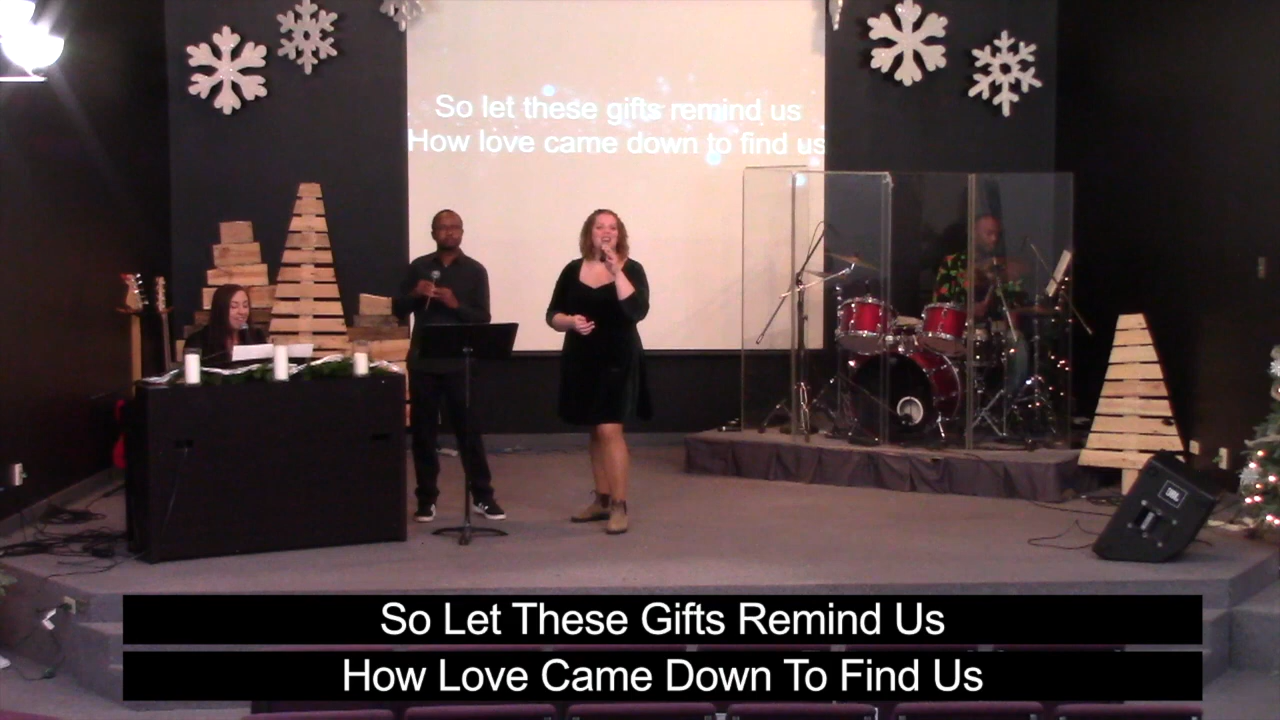 So let these gifts remind us
How love came down to find us
JBL
So Let These Gifts Remind Us
How Love Came Down To Find Us